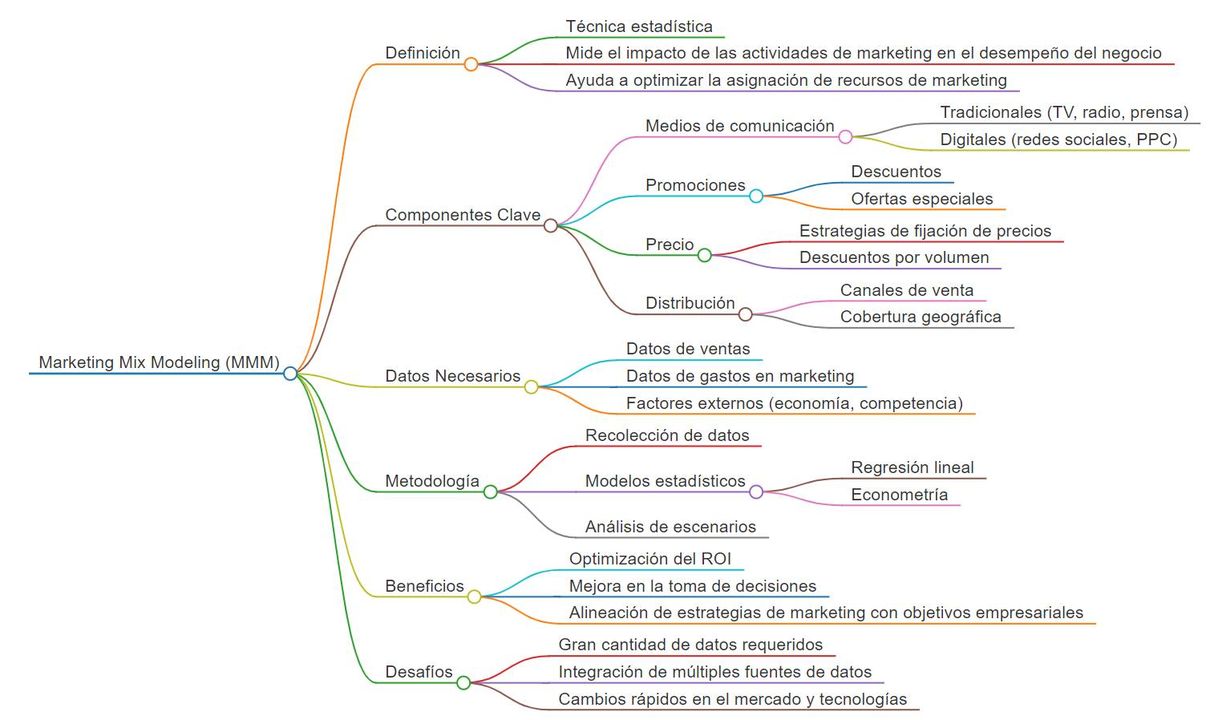 Marketing Mix Modeling (MMM)
Definición
Técnica estadística
Mide el impacto de las actividades de marketing en el desempeño del negocio
Ayuda a optimizar la asignación de recursos de marketing
Componentes Clave
Medios de comunicación
Tradicionales (TV, radio, prensa)
Digitales (redes sociales, PPC)
Promociones
Descuentos
Ofertas especiales
Precio
Estrategias de fijación de precios
Descuentos por volumen
Distribución
Canales de venta
Cobertura geográfica
Datos Necesarios
Datos de ventas
Datos de gastos en marketing
Factores externos (economía, competencia)
Metodología
Recolección de datos
Modelos estadísticos
Regresión lineal
Econometría
Análisis de escenarios
Beneficios
Optimización del ROI
Mejora en la toma de decisiones
Alineación de estrategias de marketing con objetivos empresariales
Desafíos
Gran cantidad de datos requeridos
Integración de múltiples fuentes de datos
Cambios rápidos en el mercado y tecnologías